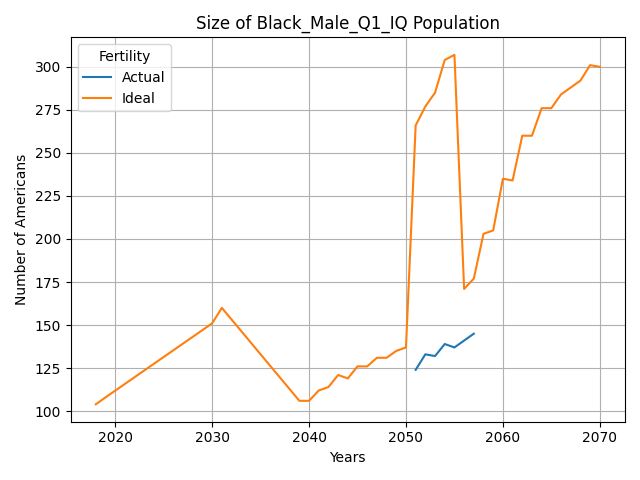 Size of Black_Male_Q1_IQ Population
Fertility
Actual
Ideal
Number of Americans
300
275
250
225
200
175
150
125
100
2020 2030 2040 2050 2060 2070
Years